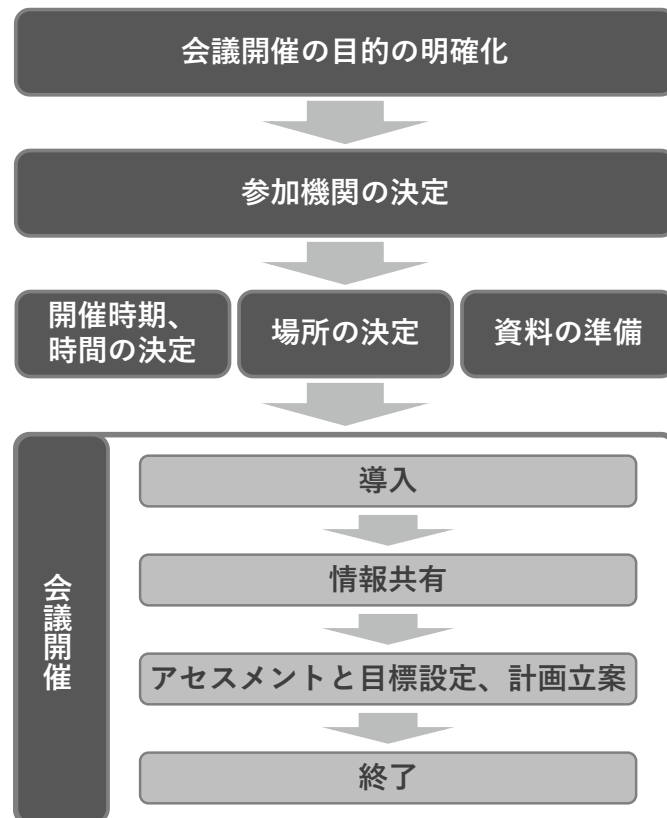 会議開催の目的の明確化
参加機関の決定
開催時期、
時間の決定
場所の決定
資料の準備
会議開催
導入
情報共有
アセスメントと目標設定、計画立案
終了